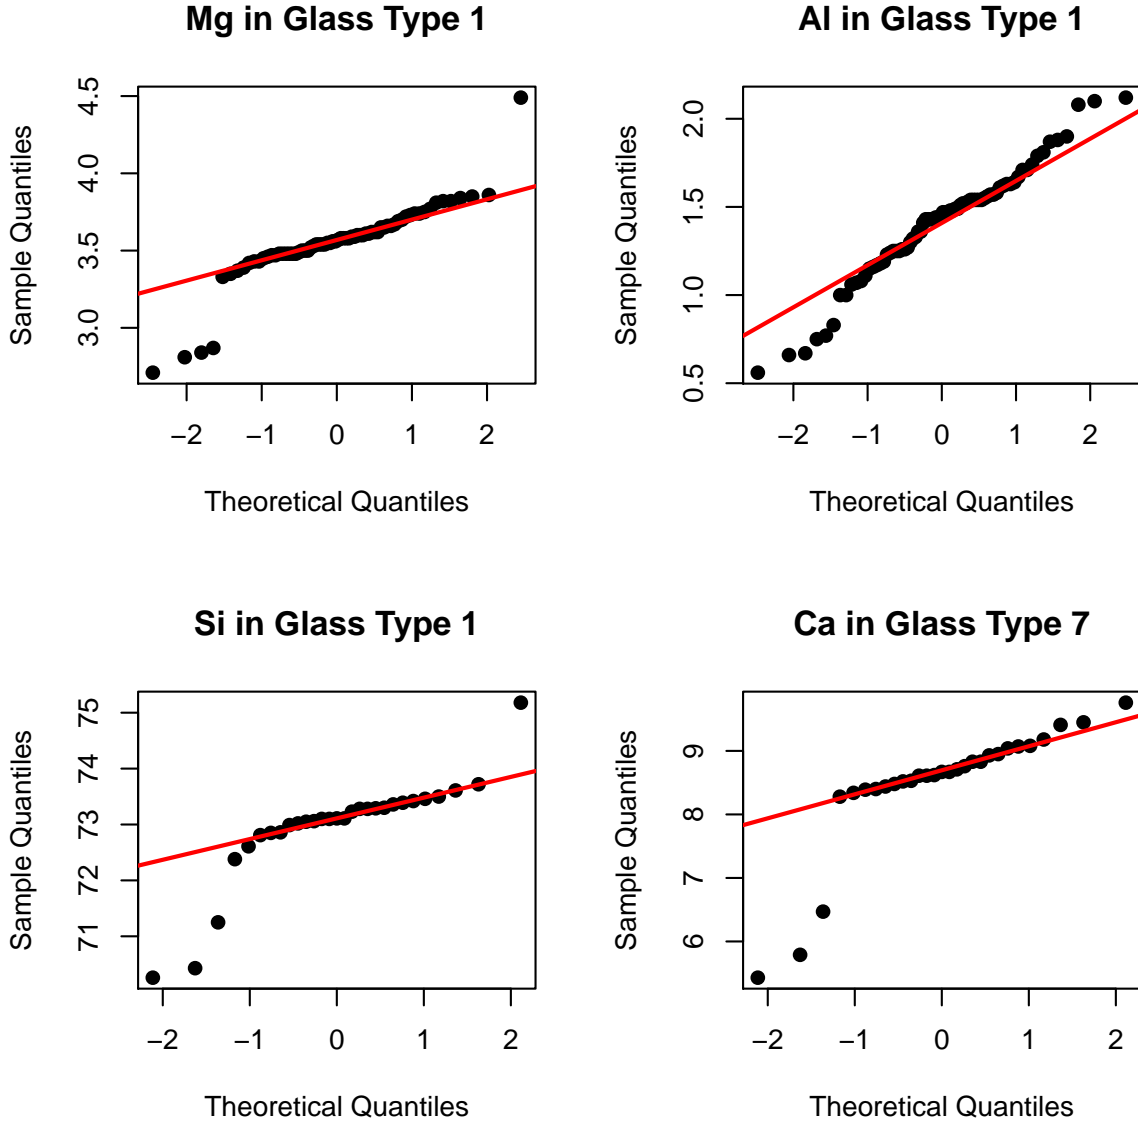 Mg in Glass Type 1
Sample Quantiles
4.5
4.0
3.5
3.0
−2 −1 0 1 2
Theoretical Quantiles
Al in Glass Type 1
Sample Quantiles
2.0
1.5
1.0
0.5
−2 −1 0 1 2
Theoretical Quantiles
Si in Glass Type 1
Sample Quantiles
75
74
73
72
71
−2 −1 0 1 2
Theoretical Quantiles
Ca in Glass Type 7
Sample Quantiles
9
8
7
6
−2 −1 0 1 2
Theoretical Quantiles